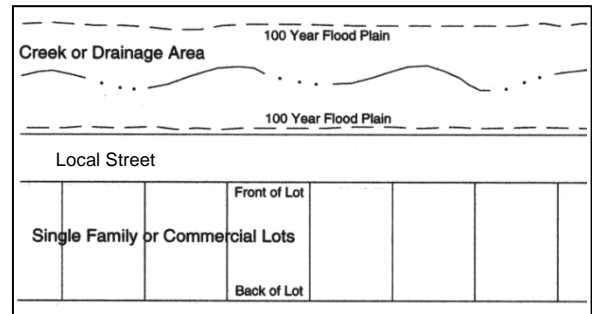 100 Year Flood Plain
Creek or Drainage Area
100 Year Flood Plain
Local Street
Front of Lot
Single Family or Commercial Lots
Back of Lot